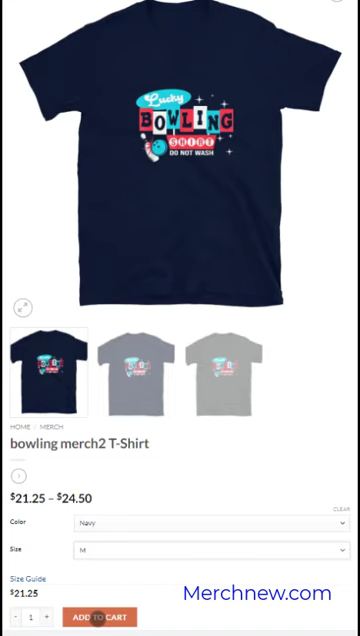 Lucky
BOWLING
SHIRT
DO NOT WASH
HOME / MERCH
bowling merch2 T-Shirt
$21.25 – $24.50
CLEAR
Color
Navy
Size
M
Size Guide
$21.25
Merchnew.com
- 1 + ADD TO CART